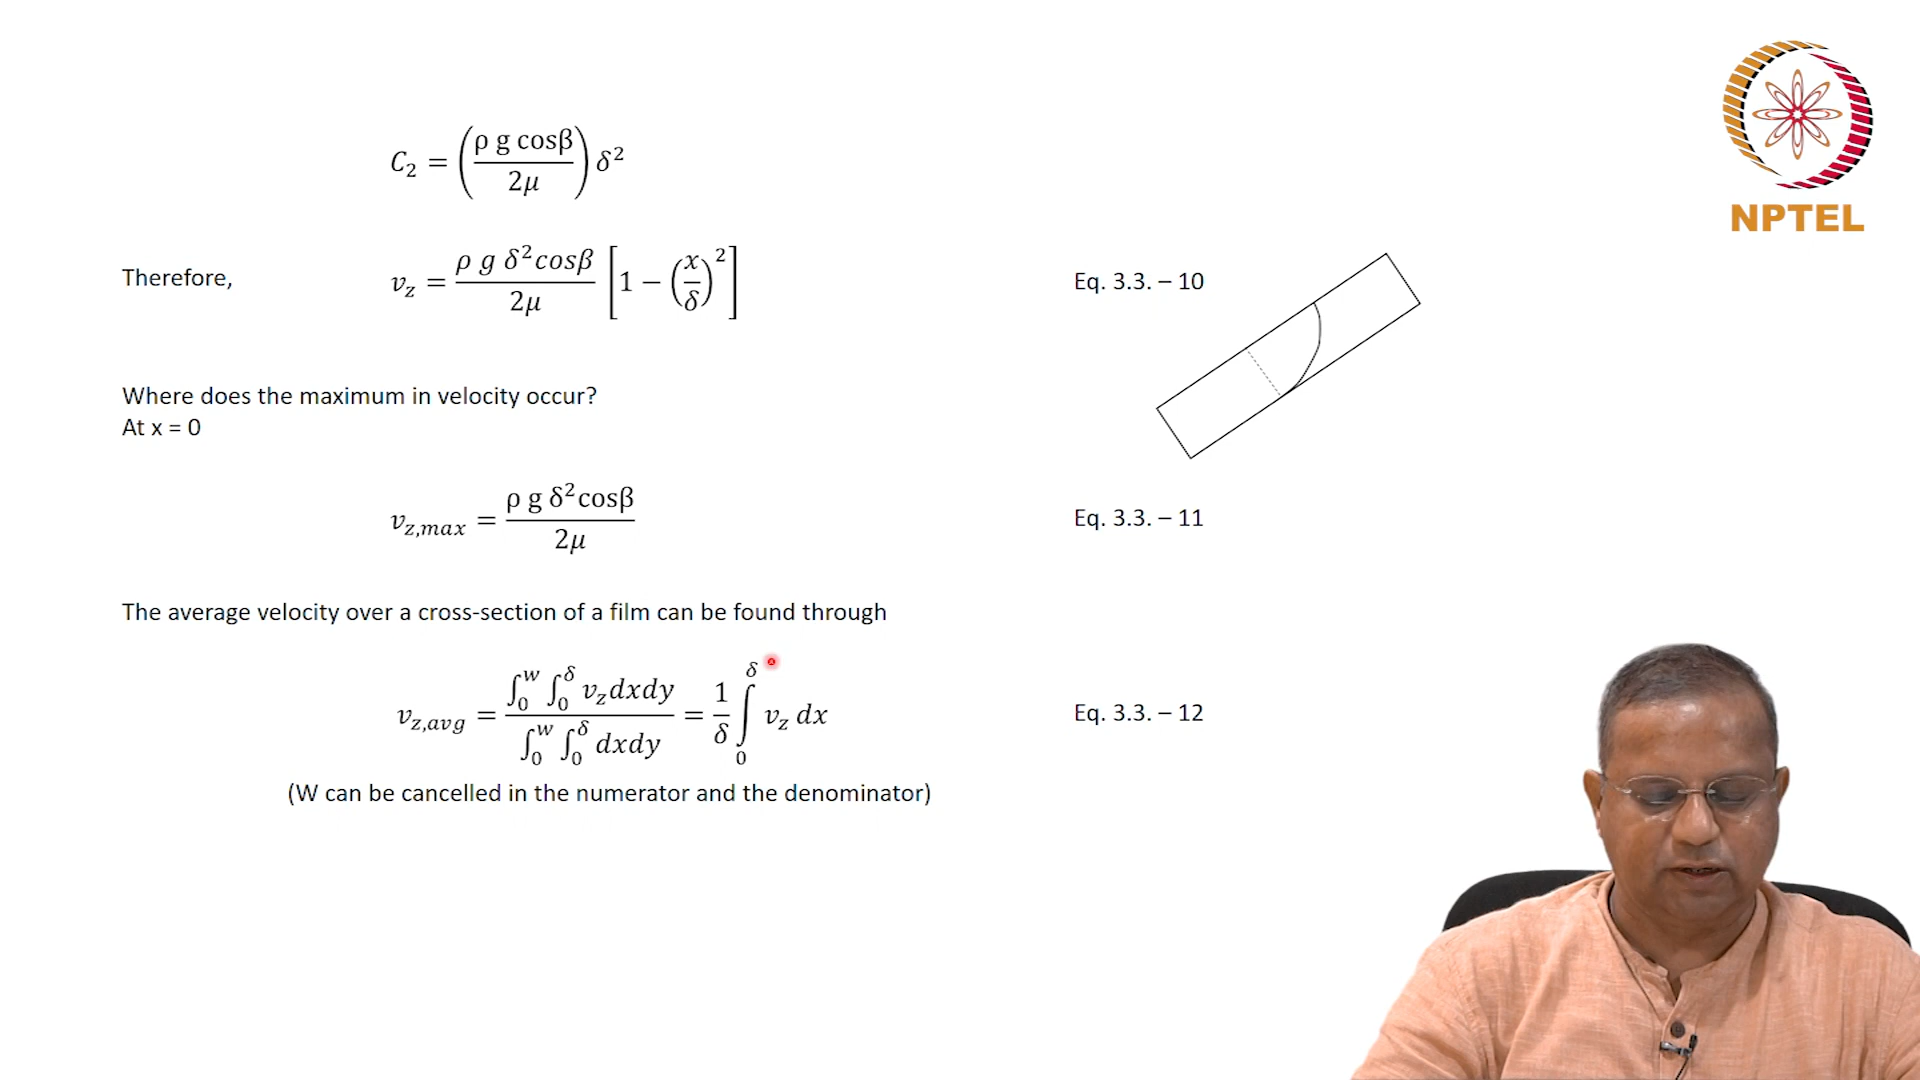 NPTEL
C₂ = (ρ g cosβ / 2μ) δ²
Therefore, v_z = ρ g δ² cosβ / 2μ [1 − (x/δ)²] Eq. 3.3. – 10
Where does the maximum in velocity occur?
At x = 0
v_z,max = ρ g δ² cosβ / 2μ Eq. 3.3. – 11
The average velocity over a cross-section of a film can be found through
v_z,avg = ∫₀^w ∫₀^δ v_z dxdy / ∫₀^w ∫₀^δ dxdy = 1/δ ∫₀^δ v_z dx Eq. 3.3. – 12
(W can be cancelled in the numerator and the denominator)